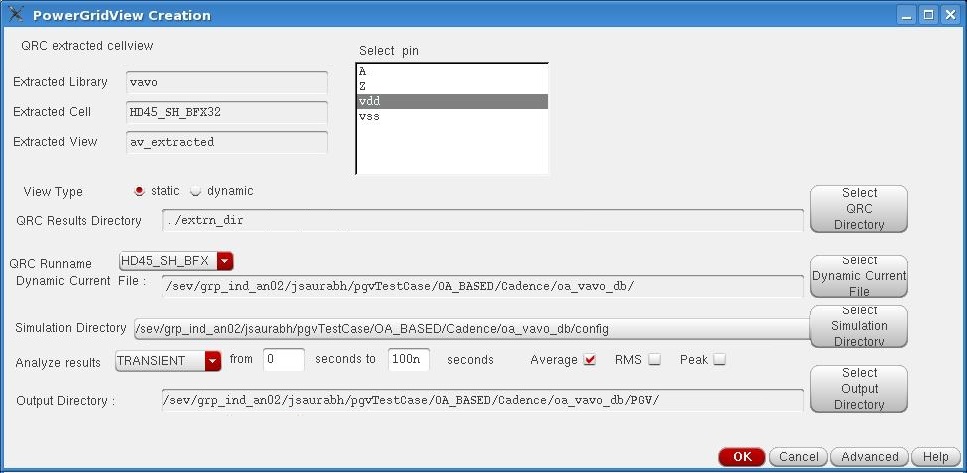 PowerGridView Creation
QRC extracted cellview
Select pin
Extracted Library vavo
Extracted Cell HD45_SH_BFX32
Extracted View av_extracted
A
Z
vdd
vss
View Type static dynamic
QRC Results Directory ./extrn_dir
Select
QRC
Directory
QRC Runname HD45_SH_BFX
Dynamic Current File : /sev/grp_ind_an02/jsaurabh/pgvTestCase/OA_BASED/Cadence/oa_vavo_db/
Select
Dynamic Current
File
Simulation Directory /sev/grp_ind_an02/jsaurabh/pgvTestCase/OA_BASED/Cadence/oa_vavo_db/config
Select
Simulation
Directory
Analyze results TRANSIENT from 0 seconds to 100n seconds Average RMS Peak
Output Directory : /sev/grp_ind_an02/jsaurabh/pgvTestCase/OA_BASED/Cadence/oa_vavo_db/PGV/
Select
Output
Directory
OK Cancel Advanced Help